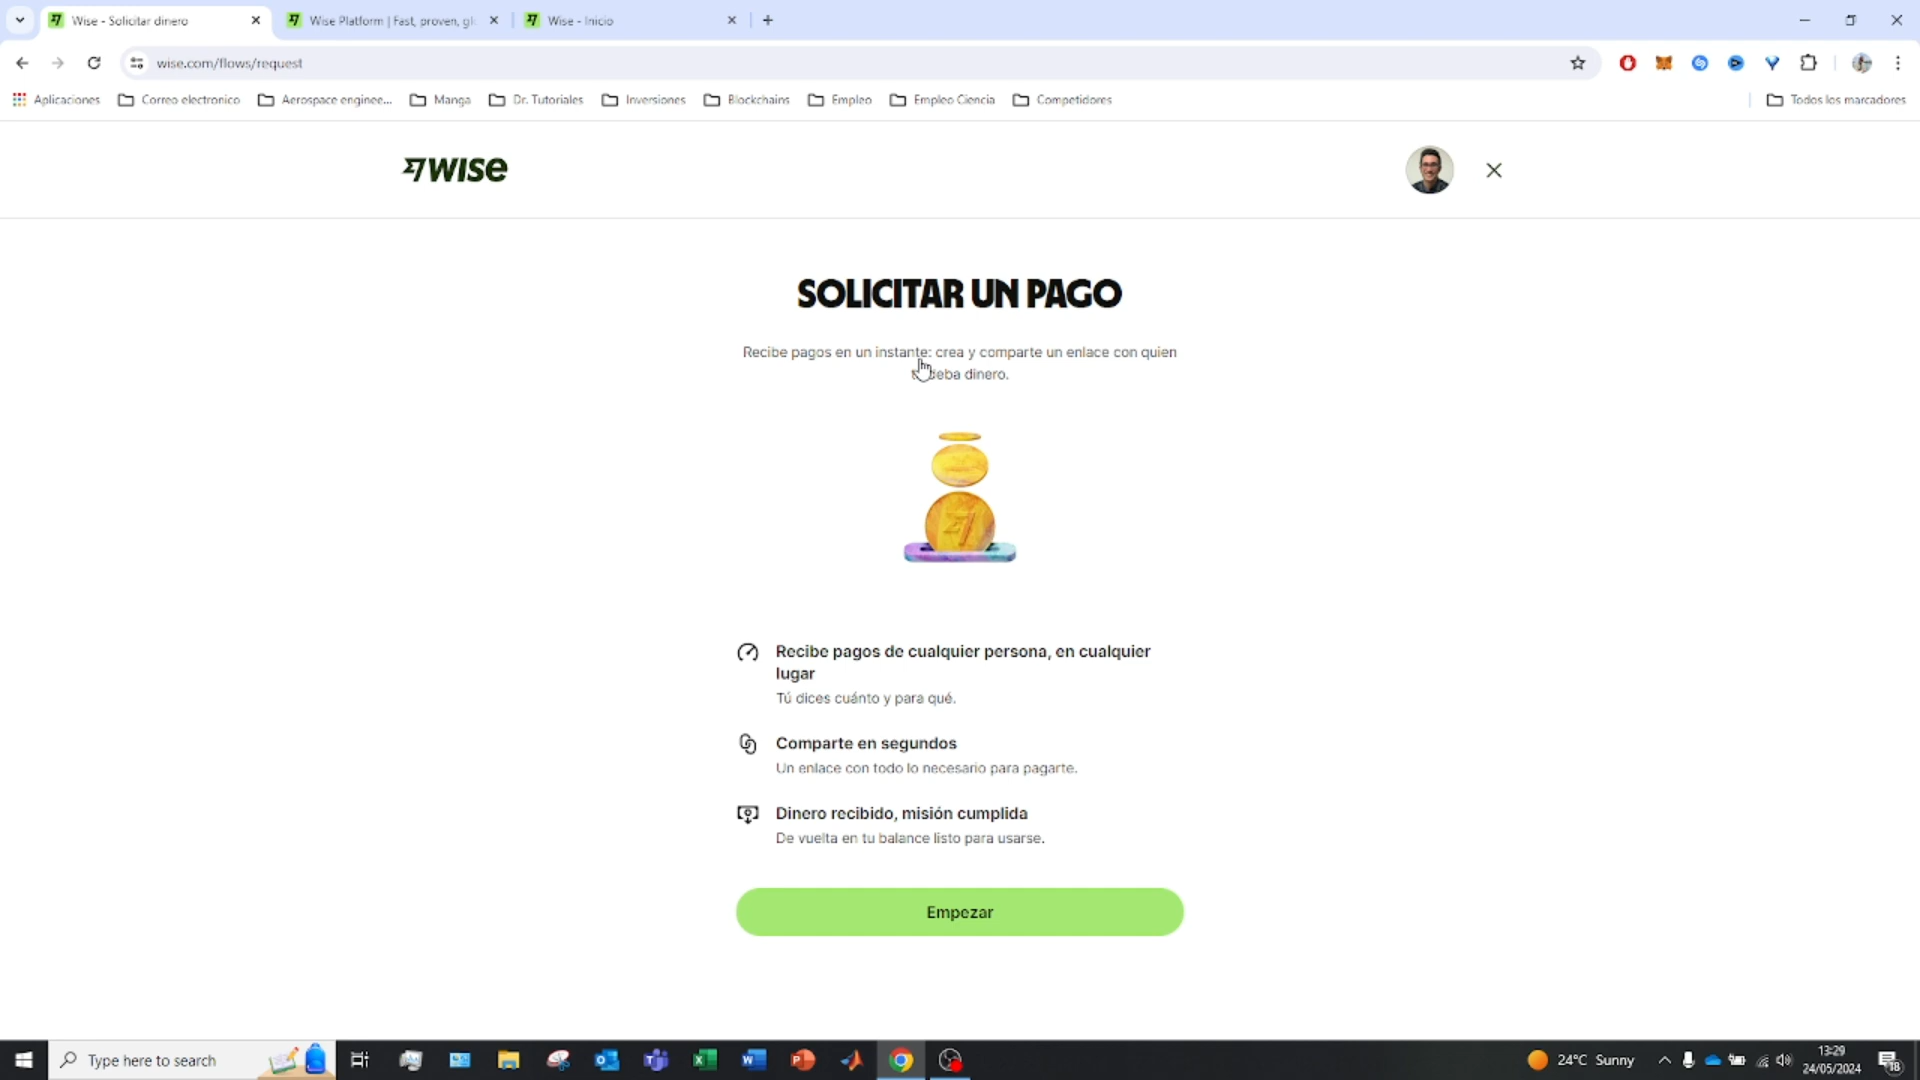 Wise - Solicitar dinero
Wise Platform | Fast, proven, gl
Wise - Inicio
wise.com/flows/request
Aplicaciones
Correo electronico
Aerospace enginee...
Manga
Dr. Tutoriales
Inversiones
Blockchains
Empleo
Empleo Ciencia
Competidores
Todos los marcadores
WISE
SOLICITAR UN PAGO
Recibe pagos en un instante: crea y comparte un enlace con quien
deba dinero.
Recibe pagos de cualquier persona, en cualquier
lugar
Tú dices cuánto y para qué.
Comparte en segundos
Un enlace con todo lo necesario para pagarte.
Dinero recibido, misión cumplida
De vuelta en tu balance listo para usarse.
Empezar
Type here to search
24°C Sunny
13:29
24/05/2024
18